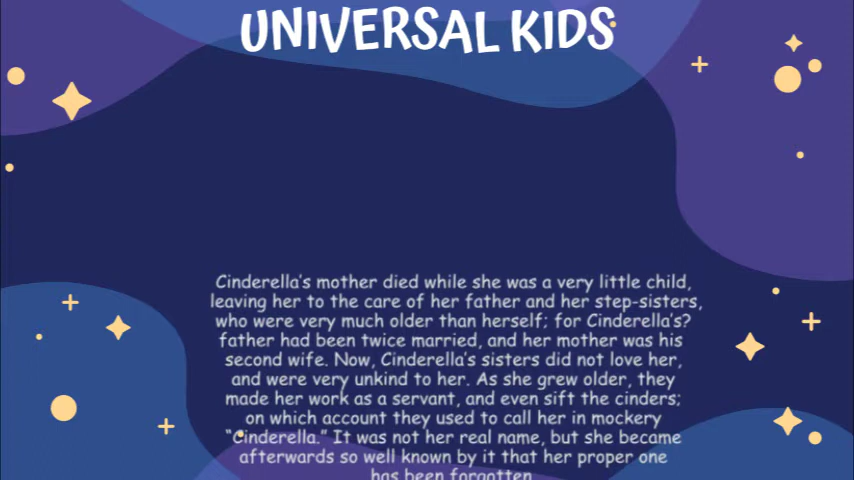 UNIVERSAL KIDS
Cinderella's mother died while she was a very little child,
leaving her to the care of her father and her step-sisters,
who were very much older than herself; for Cinderella's?
father had been twice married, and her mother was his
second wife. Now, Cinderella's sisters did not love her,
and were very unkind to her. As she grew older, they
made her work as a servant, and even sift the cinders;
on which account they used to call her in mockery
“Cinderella.” It was not her real name, but she became
afterwards so well known by it that her proper one
has been forgotten